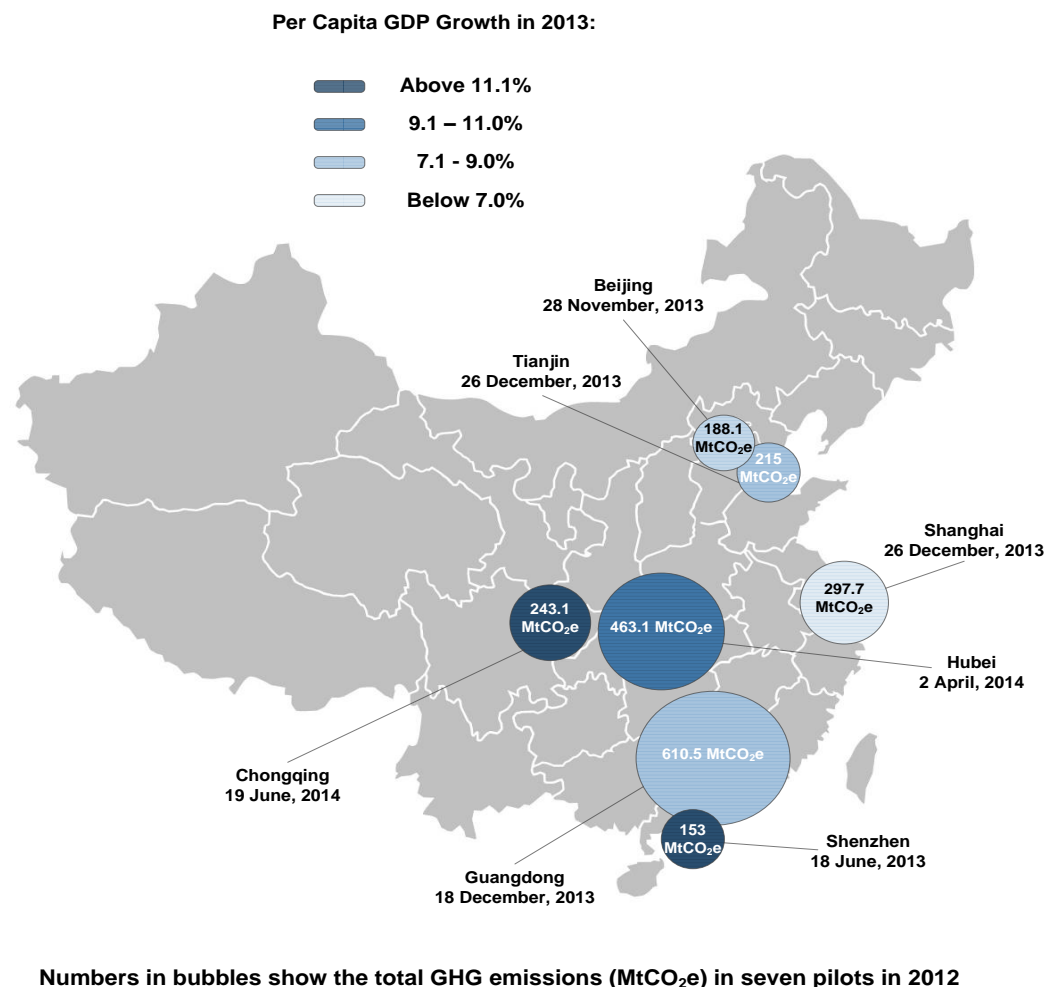 Per Capita GDP Growth in 2013:
Above 11.1%
9.1 – 11.0%
7.1 - 9.0%
Below 7.0%
Beijing
28 November, 2013
Tianjin
26 December, 2013
188.1
MtCO₂e
215
MtCO₂e
Shanghai
26 December, 2013
297.7
MtCO₂e
243.1
MtCO₂e
463.1 MtCO₂e
Hubei
2 April, 2014
610.5 MtCO₂e
Chongqing
19 June, 2014
153
MtCO₂e
Shenzhen
18 June, 2013
Guangdong
18 December, 2013
Numbers in bubbles show the total GHG emissions (MtCO₂e) in seven pilots in 2012